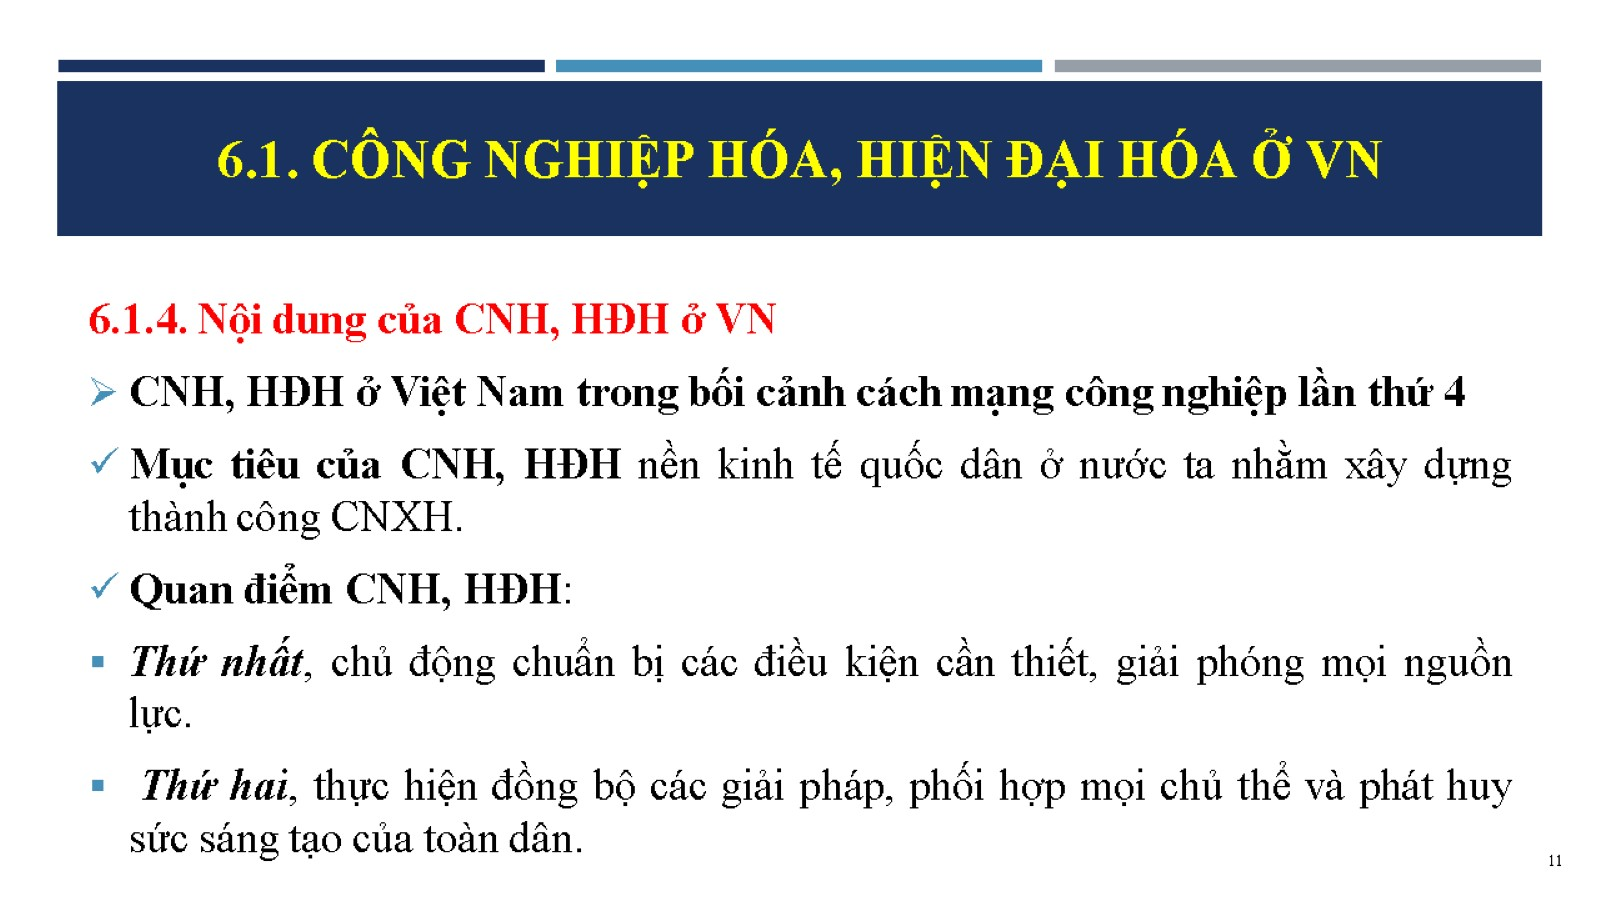 6.1. CÔNG NGHIỆP HÓA, HIỆN ĐẠI HÓA Ở VN
6.1.4. Nội dung của CNH, HĐH ở VN
CNH, HĐH ở Việt Nam trong bối cảnh cách mạng công nghiệp lần thứ 4
Mục tiêu của CNH, HĐH nền kinh tế quốc dân ở nước ta nhằm xây dựng
thành công CNXH.
Quan điểm CNH, HĐH:
Thứ nhất, chủ động chuẩn bị các điều kiện cần thiết, giải phóng mọi nguồn
lực.
Thứ hai, thực hiện đồng bộ các giải pháp, phối hợp mọi chủ thể và phát huy
sức sáng tạo của toàn dân.
11